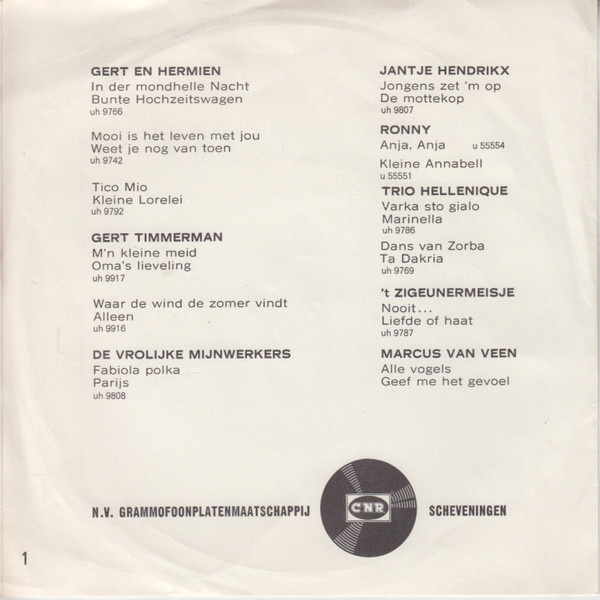 GERT EN HERMIEN
In der mondhelle Nacht
Bunte Hochzeitswagen
uh 9766
Mooi is het leven met jou
Weet je nog van toen
uh 9742
Tico Mio
Kleine Lorelei
uh 9792
GERT TIMMERMAN
M'n kleine meid
Oma's lieveling
uh 9917
Waar de wind de zomer vindt
Alleen
uh 9916
DE VROLIJKE MIJNWERKERS
Fabiola polka
Parijs
uh 9808
JANTJE HENDRIKX
Jongens zet 'm op
De mottekop
uh 9807
RONNY
Anja, Anja u 55554
Kleine Annabell
u 55551
TRIO HELLENIQUE
Varka sto gialo
Marinella
uh 9786
Dans van Zorba
Ta Dakria
uh 9769
't ZIGEUNERMEISJE
Nooit...
Liefde of haat
uh 9787
MARCUS VAN VEEN
Alle vogels
Geef me het gevoel
N.V. GRAMMOFOONPLATENMAATSCHAPPIJ CNR SCHEVENINGEN
1